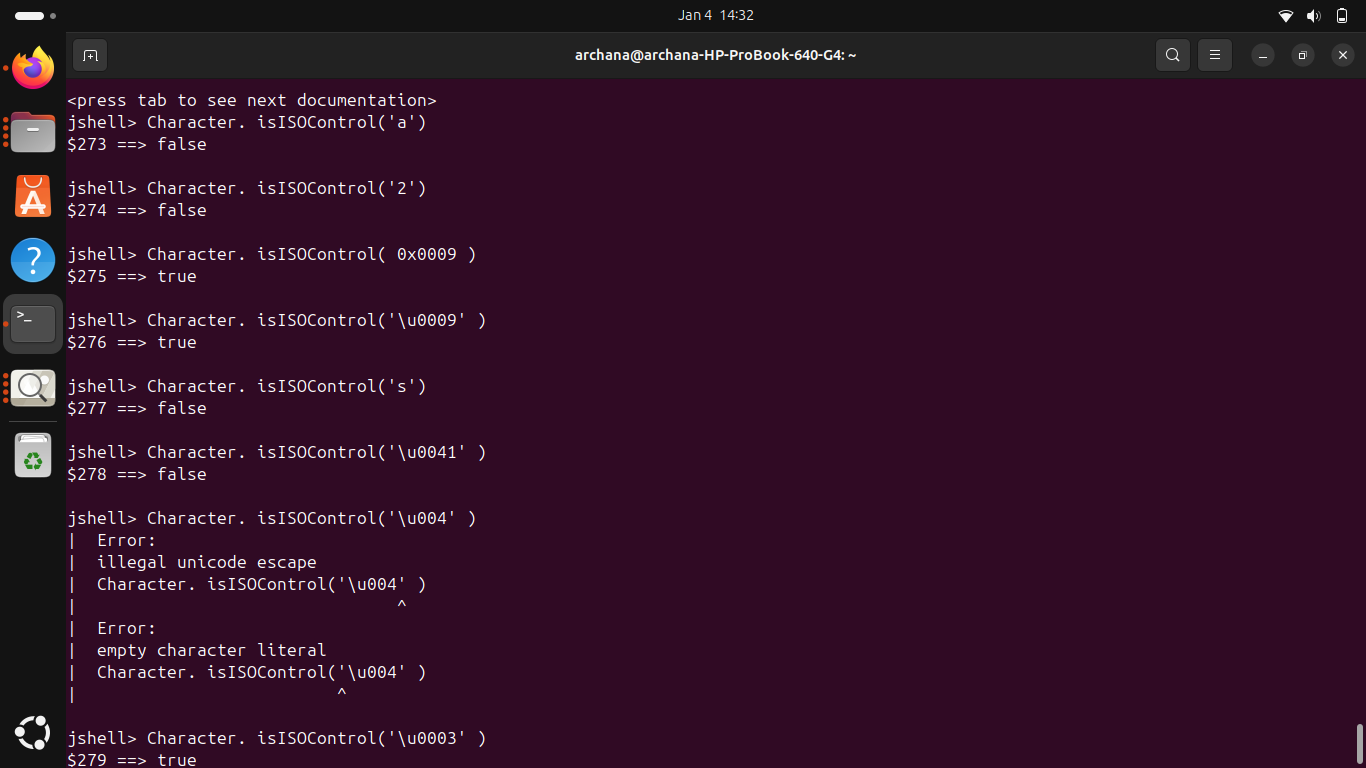 Jan 4 14:32
archana@archana-HP-ProBook-640-G4: ~
<press tab to see next documentation>
jshell> Character. isISOControl('a')
$273 ==> false
jshell> Character. isISOControl('2')
$274 ==> false
jshell> Character. isISOControl( 0x0009 )
$275 ==> true
jshell> Character. isISOControl('\u0009' )
$276 ==> true
jshell> Character. isISOControl('s')
$277 ==> false
jshell> Character. isISOControl('\u0041' )
$278 ==> false
jshell> Character. isISOControl('\u004' )
|  Error:
|  illegal unicode escape
|  Character. isISOControl('\u004' )
|                                ^
|  Error:
|  empty character literal
|  Character. isISOControl('\u004' )
|                          ^
jshell> Character. isISOControl('\u0003' )
$279 ==> true